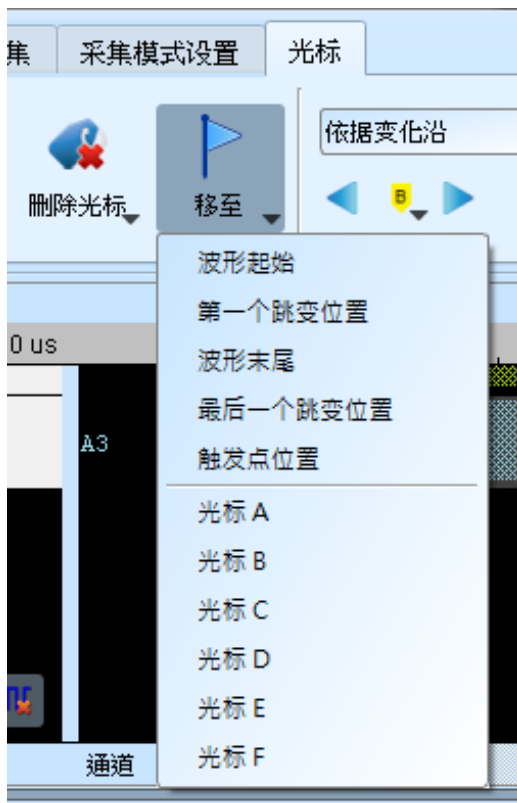 集 采集模式设置 光标
依据变化沿
删除光标 移至 B
波形起始
第一个跳变位置
0 us
波形末尾
最后一个跳变位置
A3
触发点位置
光标 A
光标 B
光标 C
光标 D
光标 E
光标 F
通道